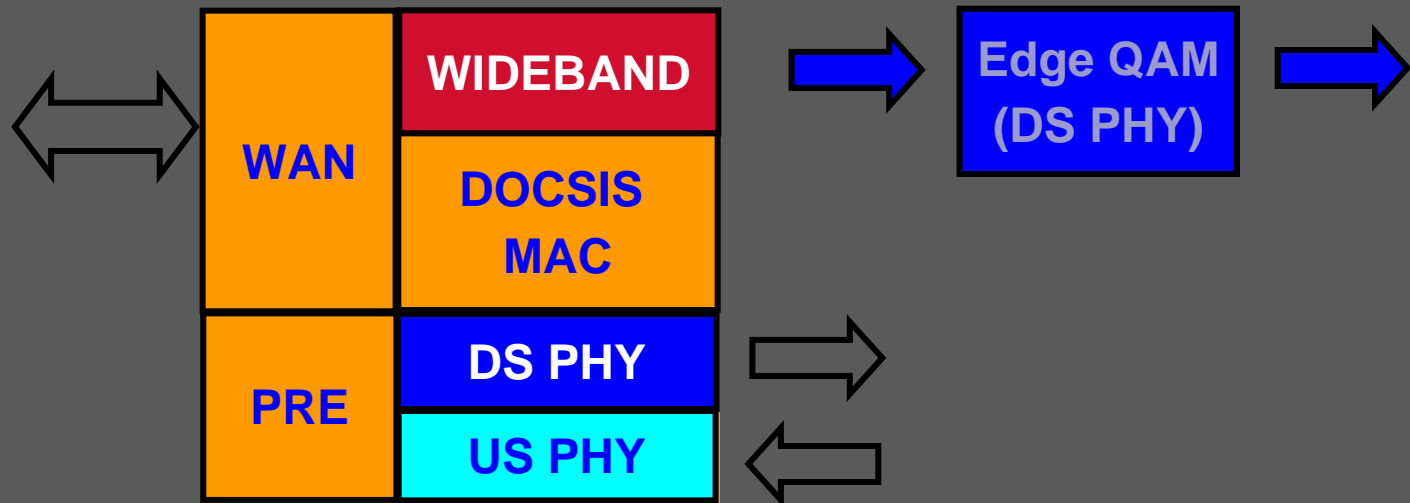 WIDEBAND
Edge QAM
(DS PHY)
WAN
DOCSIS
MAC
DS PHY
PRE
US PHY